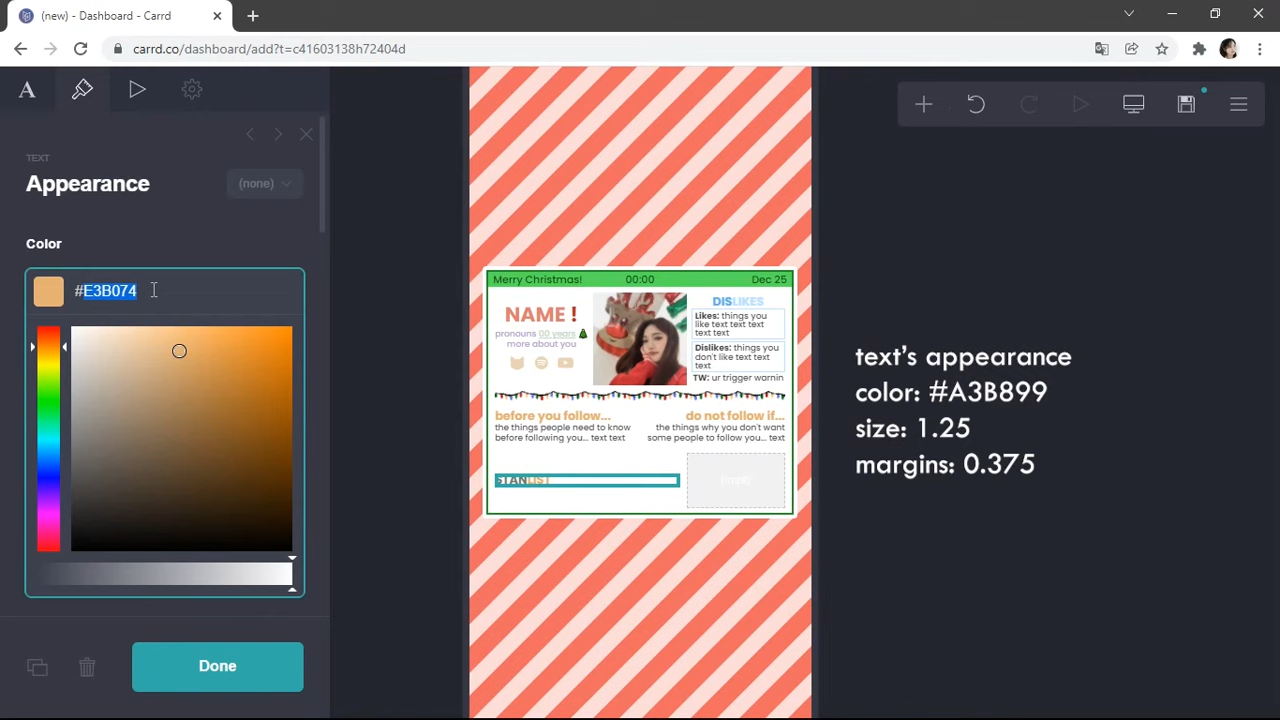 (new) - Dashboard - Carrd
carrd.co/dashboard/add?t=c41603138h72404d
A
TEXT
Appearance
(none)
Color
#E3B074
Done
Merry Christmas! 00:00 Dec 25
NAME !
pronouns 00 years
more about you
DISLIKES
Likes: things you
like text text text
text text
Dislikes: things you
don't like text text
text
TW: ur trigger warnin
before you follow...
the things people need to know
before following you... text text
do not follow if...
the things why you don't want
some people to follow you... text
STANLIST
text's appearance
color: #A3B899
size: 1.25
margins: 0.375